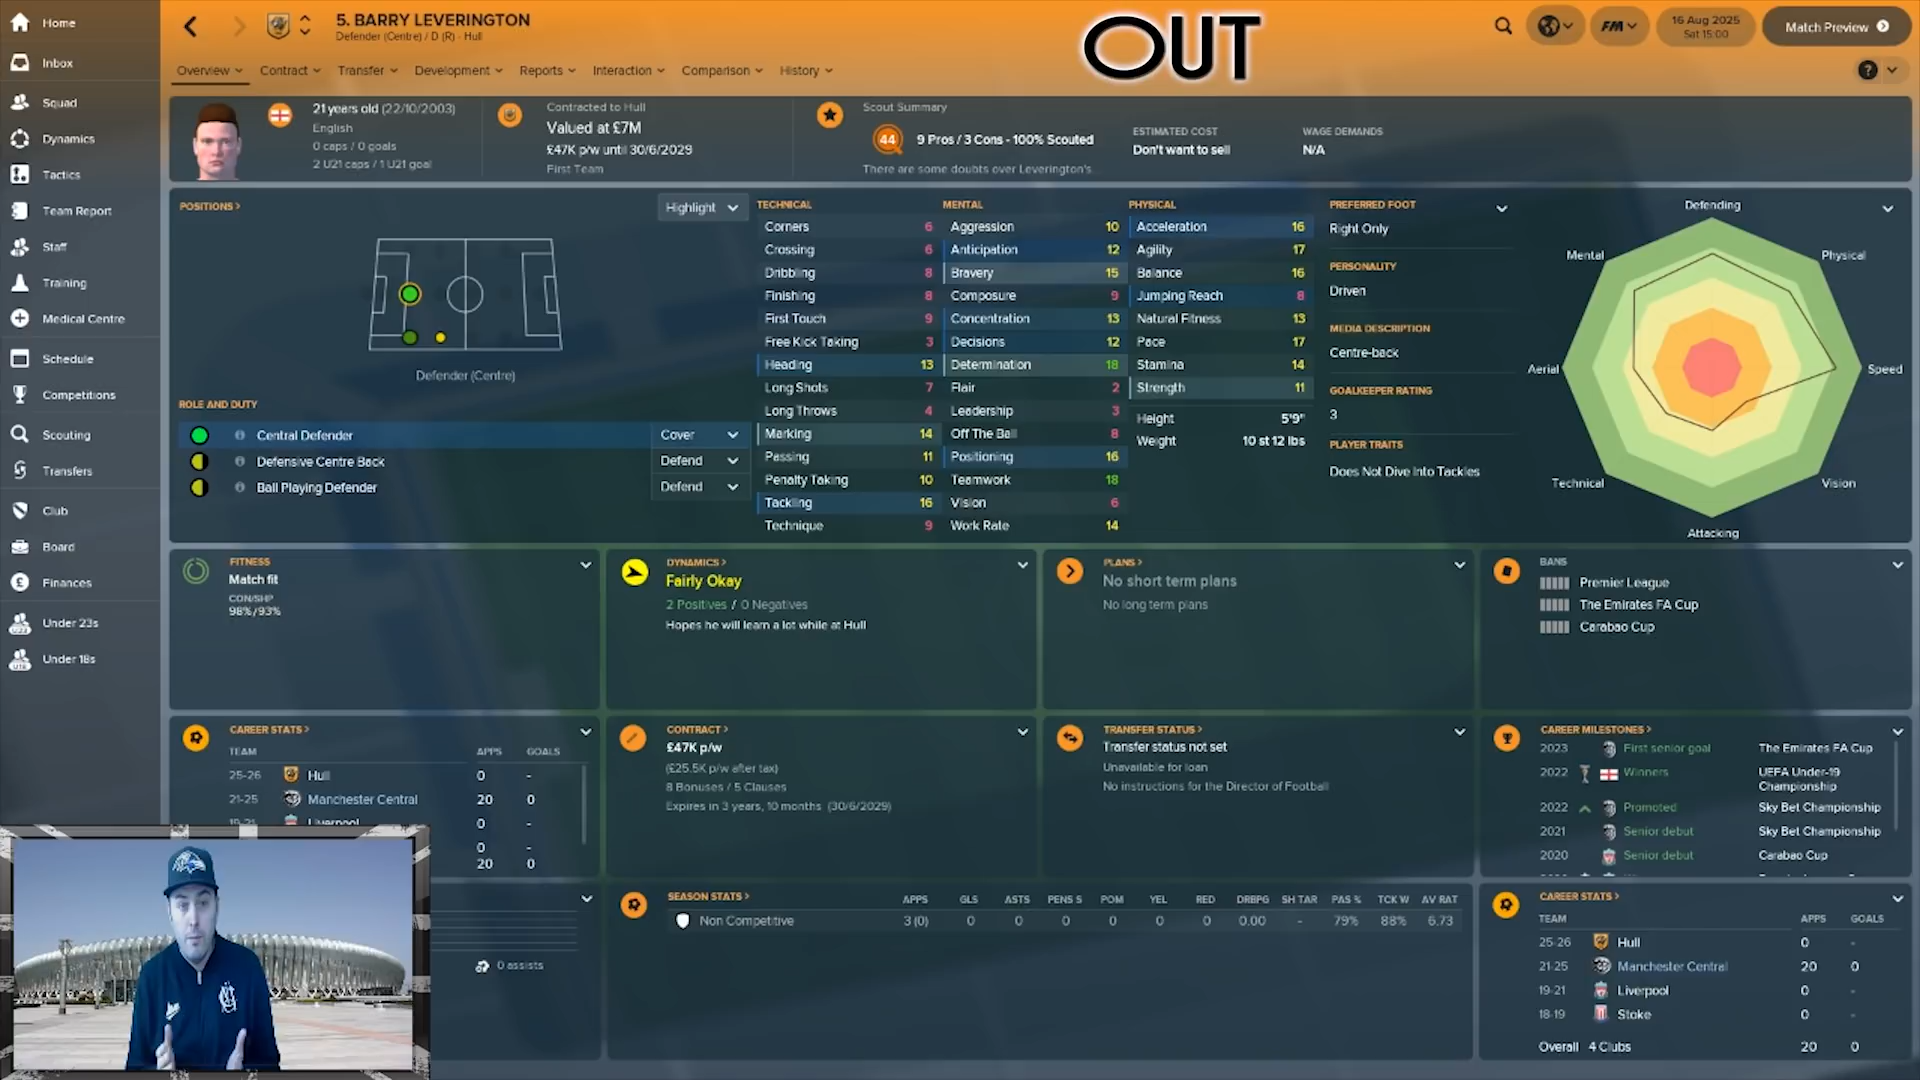 Home
Inbox
Squad
Dynamics
Tactics
Team Report
Staff
Training
Medical Centre
Schedule
Competitions
Scouting
Transfers
Club
Board
Finances
Under 23s
Under 18s
5. BARRY LEVERINGTON
Defender (Centre) / D (R) - Hull
OUT
FM
16 Aug 2025
Sat 15:00
Match Preview
Overview Contract Transfer Development Reports Interaction Comparison History
21 years old (22/10/2003)
English
0 caps / 0 goals
2 U21 caps / 1 U21 goal
Contracted to Hull
Valued at £7M
£47K p/w until 30/6/2029
First Team
Scout Summary
44 9 Pros / 3 Cons - 100% Scouted
There are some doubts over Leverington's
ESTIMATED COST
Don't want to sell
WAGE DEMANDS
N/A
POSITIONS >
Highlight
Defender (Centre)
ROLE AND DUTY
Central Defender Cover
Defensive Centre Back Defend
Ball Playing Defender Defend
TECHNICAL
Corners 6
Crossing 6
Dribbling 8
Finishing 8
First Touch 9
Free Kick Taking 3
Heading 13
Long Shots 7
Long Throws 4
Marking 14
Passing 11
Penalty Taking 10
Tackling 16
Technique 9
MENTAL
Aggression 10
Anticipation 12
Bravery 15
Composure 9
Concentration 13
Decisions 12
Determination 18
Flair 2
Leadership 3
Off The Ball 8
Positioning 16
Teamwork 18
Vision 6
Work Rate 14
PHYSICAL
Acceleration 16
Agility 17
Balance 16
Jumping Reach 8
Natural Fitness 13
Pace 17
Stamina 14
Strength 11
Height 5'9"
Weight 10 st 12 lbs
PREFERRED FOOT
Right Only
PERSONALITY
Driven
MEDIA DESCRIPTION
Centre-back
GOALKEEPER RATING
3
PLAYER TRAITS
Does Not Dive Into Tackles
Defending
Physical
Speed
Vision
Attacking
Technical
Aerial
Mental
FITNESS
Match fit
CON/SHP
98%/93%
DYNAMICS >
Fairly Okay
2 Positives / 0 Negatives
Hopes he will learn a lot while at Hull
PLANS >
No short term plans
No long term plans
BANS
Premier League
The Emirates FA Cup
Carabao Cup
CAREER STATS >
TEAM APPS GOALS
25-26 Hull 0 -
21-25 Manchester Central 20 0
19-21 Liverpool 0 -
0 -
20 0
CONTRACT >
£47K p/w
(£25.5K p/w after tax)
8 Bonuses / 5 Clauses
Expires in 3 years, 10 months (30/6/2029)
TRANSFER STATUS >
Transfer status not set
Unavailable for loan
No instructions for the Director of Football
CAREER MILESTONES >
2023 First senior goal The Emirates FA Cup
2022 Winners UEFA Under-19 Championship
2022 Promoted Sky Bet Championship
2021 Senior debut Sky Bet Championship
2020 Senior debut Carabao Cup
0 assists
SEASON STATS > APPS GLS ASTS PENS S POM YEL RED DRBPG SH TAR PAS % TCK W AV RAT
Non Competitive 3 (0) 0 0 0 0 0 0 0.00 - 79% 88% 6.73
CAREER STATS >
TEAM APPS GOALS
25-26 Hull 0 -
21-25 Manchester Central 20 0
19-21 Liverpool 0 -
18-19 Stoke 0 -
Overall 4 Clubs 20 0